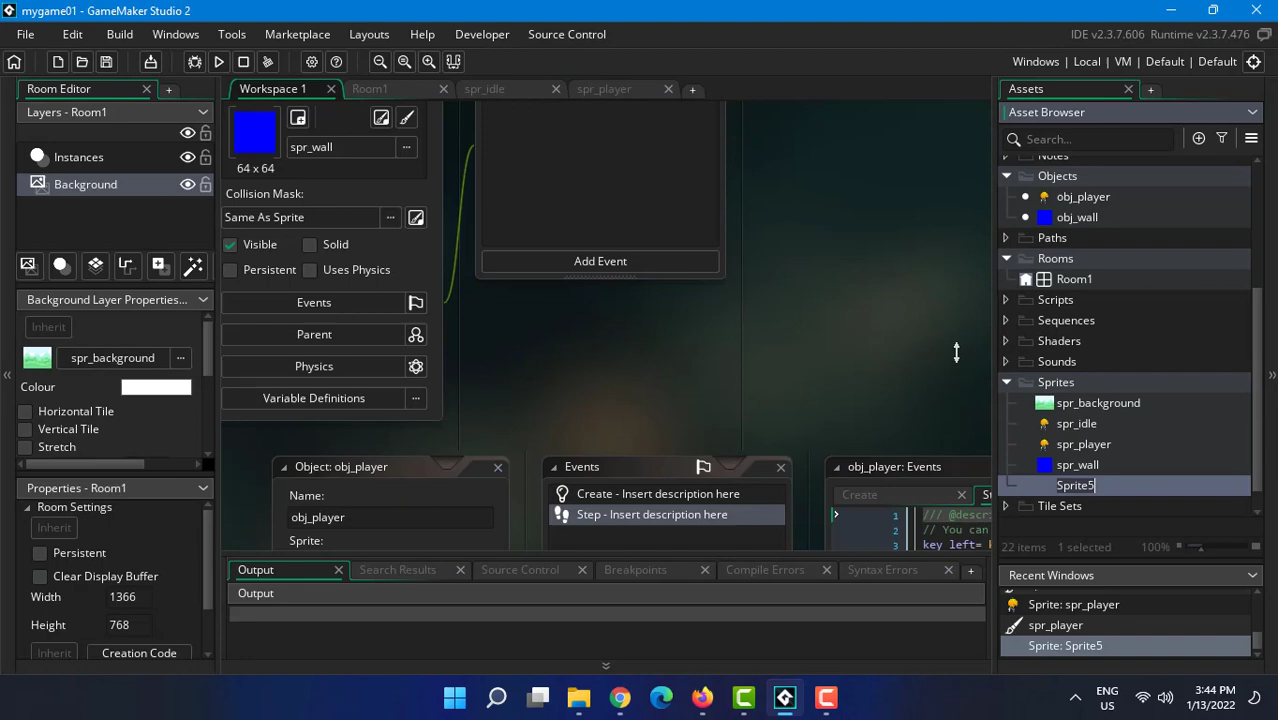 mygame01 - GameMaker Studio 2
File Edit Build Windows Tools Marketplace Layouts Help Developer Source Control
IDE v2.3.7.606 Runtime v2.3.7.476
Windows | Local | VM | Default | Default
Room Editor
Workspace 1 Room1 spr_idle spr_player
Assets
Layers - Room1
Asset Browser
Instances
Background
Background Layer Properties...
Inherit
spr_background
Colour
Horizontal Tile
Vertical Tile
Stretch
Properties - Room1
Room Settings
Inherit
Persistent
Clear Display Buffer
Width 1366
Height 768
Inherit Creation Code
spr_wall
64 x 64
Collision Mask:
Same As Sprite
Visible Solid
Persistent Uses Physics
Events
Parent
Physics
Variable Definitions
Add Event
Object: obj_player
Name:
obj_player
Sprite:
Events
Create - Insert description here
Step - Insert description here
obj_player: Events
Create
1 /// @descri
2 // You can
3 key left= k
Output Search Results Source Control Breakpoints Compile Errors Syntax Errors
Output
Search...
Notes
Objects
obj_player
obj_wall
Paths
Rooms
Room1
Scripts
Sequences
Shaders
Sounds
Sprites
spr_background
spr_idle
spr_player
spr_wall
Sprite5
Tile Sets
22 items 1 selected 100%
Recent Windows
Sprite: spr_player
spr_player
Sprite: Sprite5
ENG
US
3:44 PM
1/13/2022